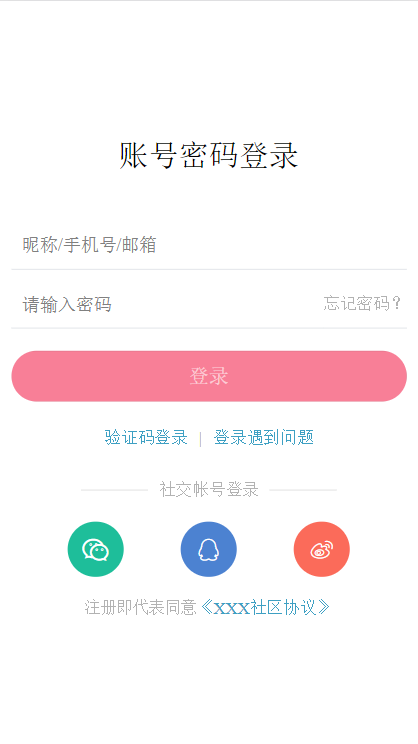 账号密码登录
昵称/手机号/邮箱
请输入密码 忘记密码?
登录
验证码登录 | 登录遇到问题
社交帐号登录
注册即代表同意《XXX社区协议》